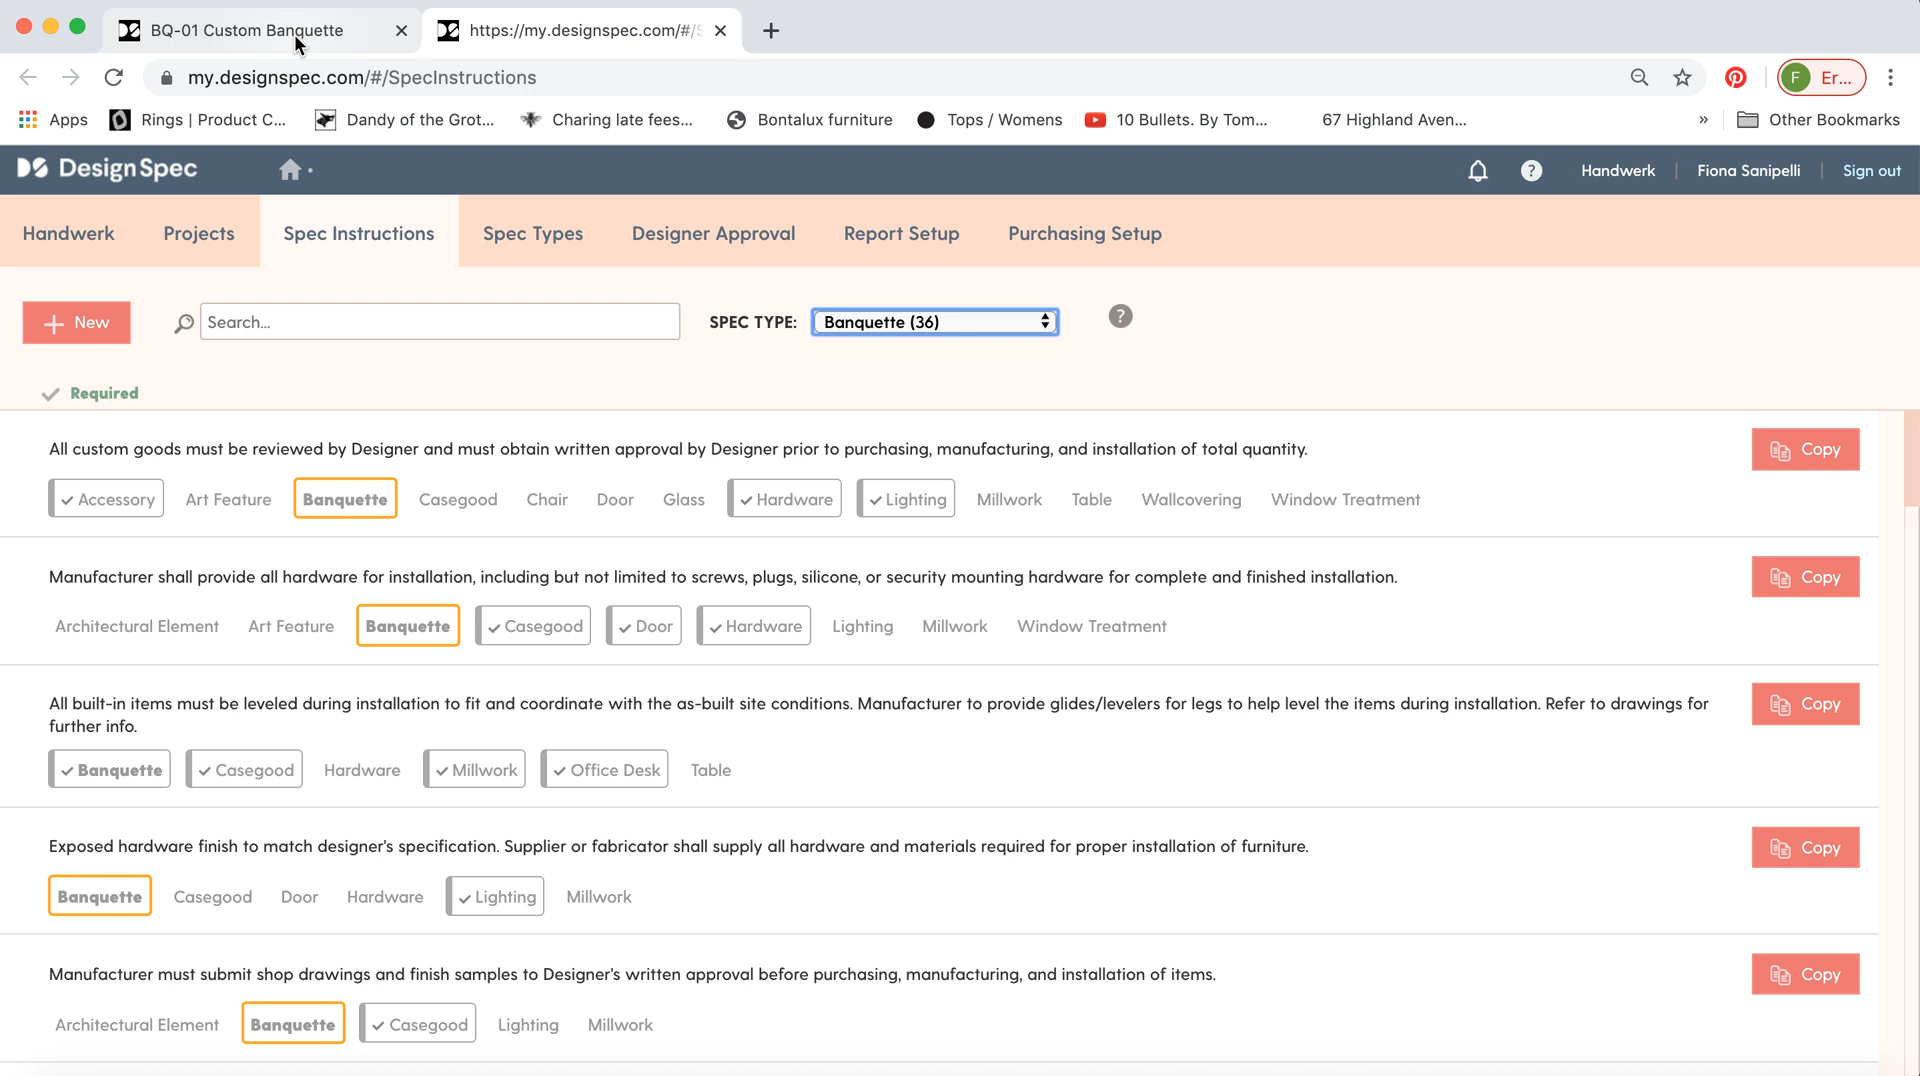 BQ-01 Custom Banquette
https://my.designspec.com/#/S
my.designspec.com/#/SpecInstructions
F Er...
Apps
Rings | Product C...
Dandy of the Grot...
Charing late fees...
Bontalux furniture
Tops / Womens
10 Bullets. By Tom...
67 Highland Aven...
»
Other Bookmarks
DesignSpec
?
Handwerk
Fiona Sanipelli
Sign out
Handwerk
Projects
Spec Instructions
Spec Types
Designer Approval
Report Setup
Purchasing Setup
+ New
Search...
SPEC TYPE:
Banquette (36)
?
Required
All custom goods must be reviewed by Designer and must obtain written approval by Designer prior to purchasing, manufacturing, and installation of total quantity.
Copy
Accessory Art Feature Banquette Casegood Chair Door Glass Hardware Lighting Millwork Table Wallcovering Window Treatment
Manufacturer shall provide all hardware for installation, including but not limited to screws, plugs, silicone, or security mounting hardware for complete and finished installation.
Copy
Architectural Element Art Feature Banquette Casegood Door Hardware Lighting Millwork Window Treatment
All built-in items must be leveled during installation to fit and coordinate with the as-built site conditions. Manufacturer to provide glides/levelers for legs to help level the items during installation. Refer to drawings for
further info.
Copy
Banquette Casegood Hardware Millwork Office Desk Table
Exposed hardware finish to match designer's specification. Supplier or fabricator shall supply all hardware and materials required for proper installation of furniture.
Copy
Banquette Casegood Door Hardware Lighting Millwork
Manufacturer must submit shop drawings and finish samples to Designer's written approval before purchasing, manufacturing, and installation of items.
Copy
Architectural Element Banquette Casegood Lighting Millwork